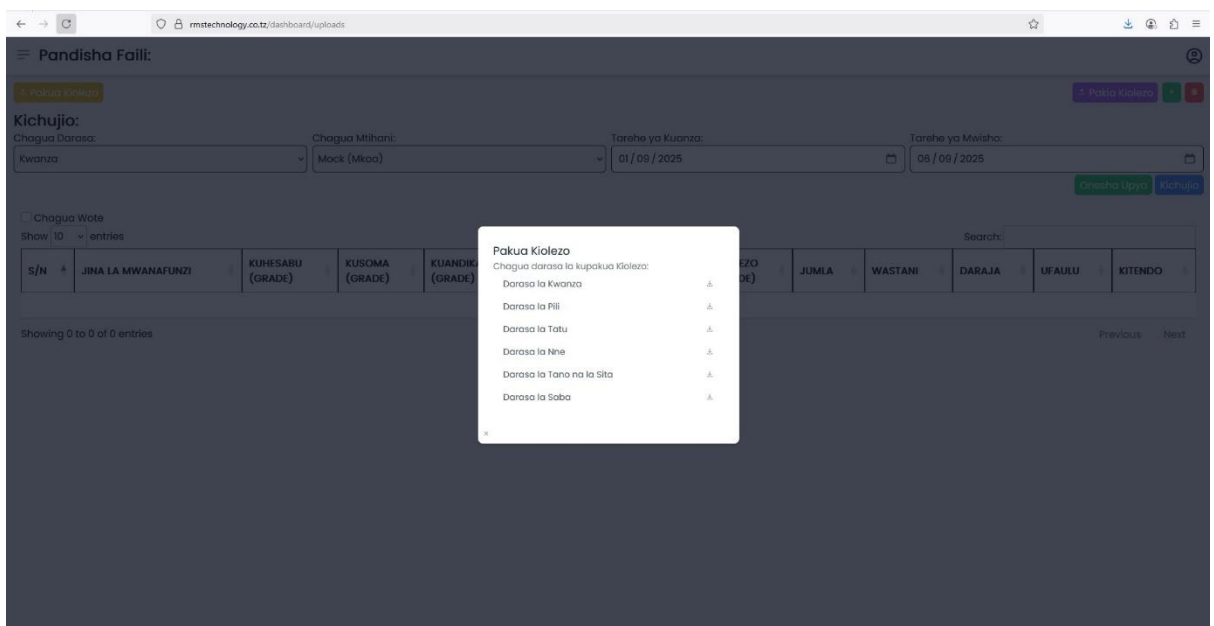 rmstechnology.co.tz/dashboard/uploads
Pandisha Faili:
Pakua Kiolezo
Pakia Kiolezo
Kichujio:
Chagua Darasa:
Chagua Mtihani:
Tarehe ya Kuanza:
Tarehe ya Mwisho:
Kwanza
Mock (Mkoa)
01/09/2025
06/09/2025
Onesha Upya
Kichujio
Chagua Wote
Show 10 entries
Search:
S/N
JINA LA MWANAFUNZI
KUHESABU (GRADE)
KUSOMA (GRADE)
JUMLA
WASTANI
DARAJA
UFAULU
KITENDO
Showing 0 to 0 of 0 entries
Previous
Next
Pakua Kiolezo
Chagua darasa la kupakua Kiolezo:
Darasa la Kwanza
Darasa la Pili
Darasa la Tatu
Darasa la Nne
Darasa la Tano na la Sita
Darasa la Saba